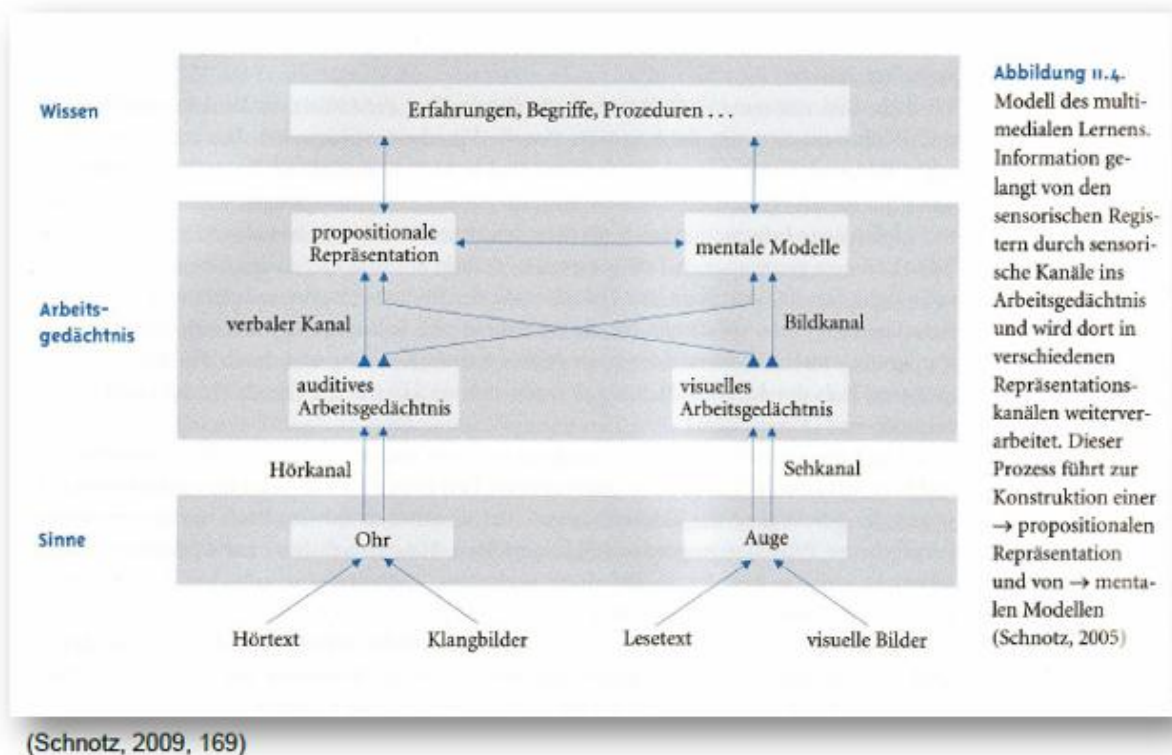 Wissen
Erfahrungen, Begriffe, Prozeduren . . .
propositionale
Repräsentation
mentale Modelle
Arbeits-
gedächtnis
verbaler Kanal
Bildkanal
auditives
Arbeitsgedächtnis
visuelles
Arbeitsgedächtnis
Hörkanal
Sehkanal
Sinne
Ohr
Auge
Hörtext
Klangbilder
Lesetext
visuelle Bilder
Abbildung 11.4.
Modell des multi-
medialen Lernens.
Information ge-
langt von den
sensorischen Regis-
tern durch sensori-
sche Kanäle ins
Arbeitsgedächtnis
und wird dort in
verschiedenen
Repräsentations-
kanälen weiterver-
arbeitet. Dieser
Prozess führt zur
Konstruktion einer
→ propositionalen
Repräsentation
und von → menta-
len Modellen
(Schnotz, 2005)
(Schnotz, 2009, 169)